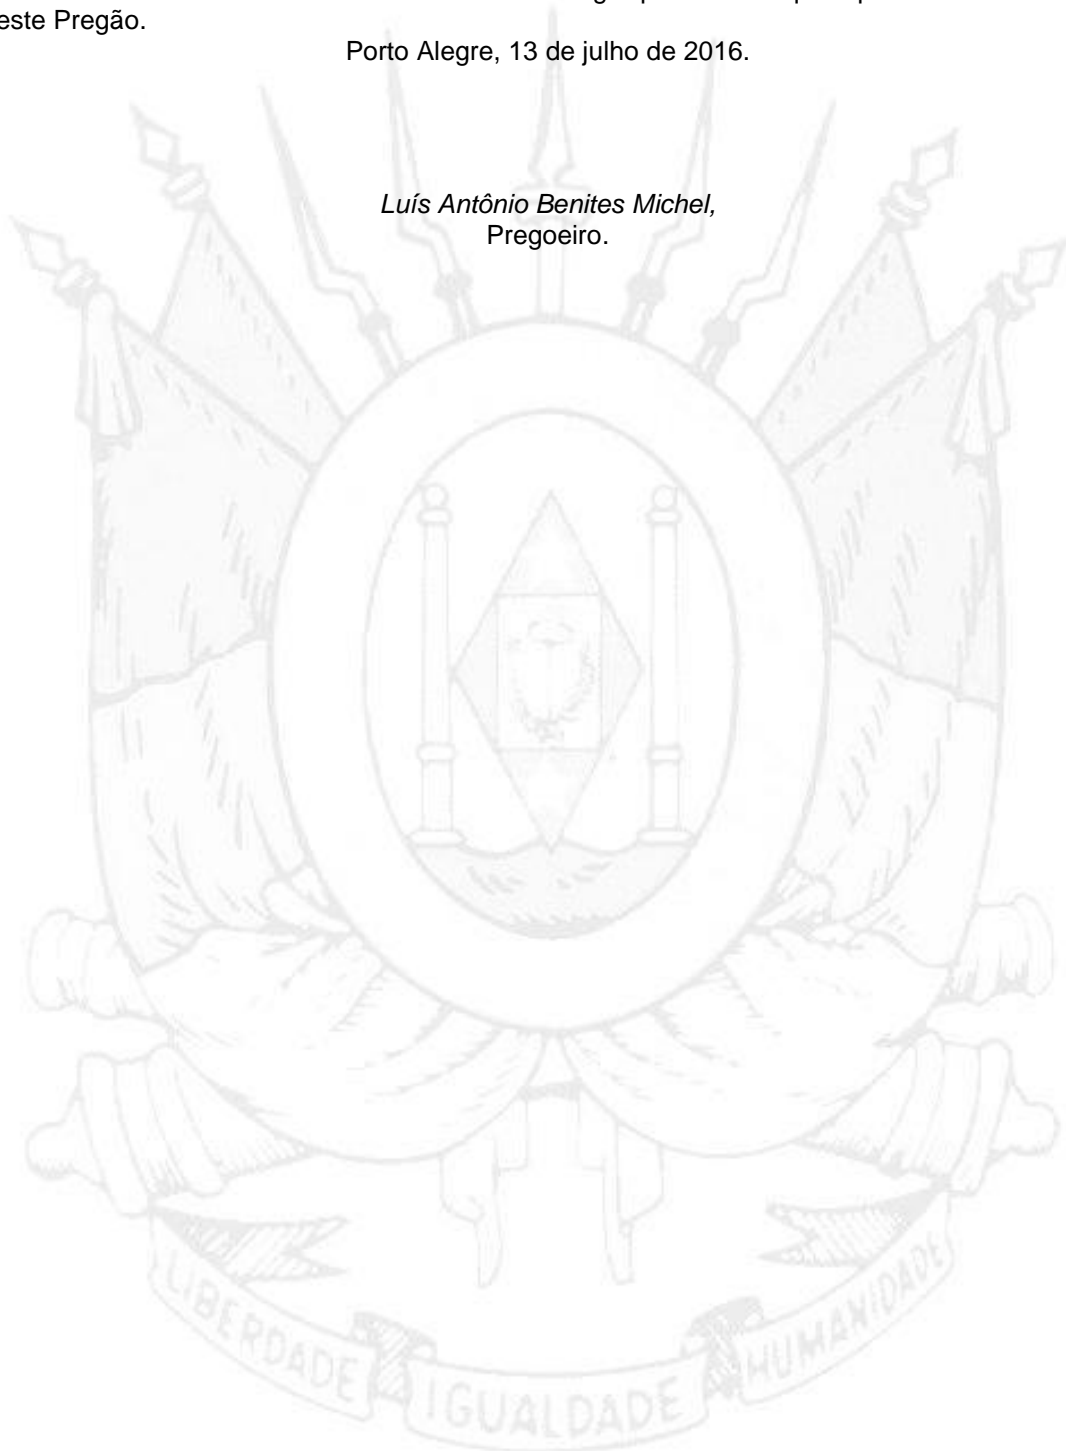 este Pregão.
Porto Alegre, 13 de julho de 2016.
Luís Antônio Benites Michel,
Pregoeiro.
LIBERDADE IGUALDADE HUMANIDADE